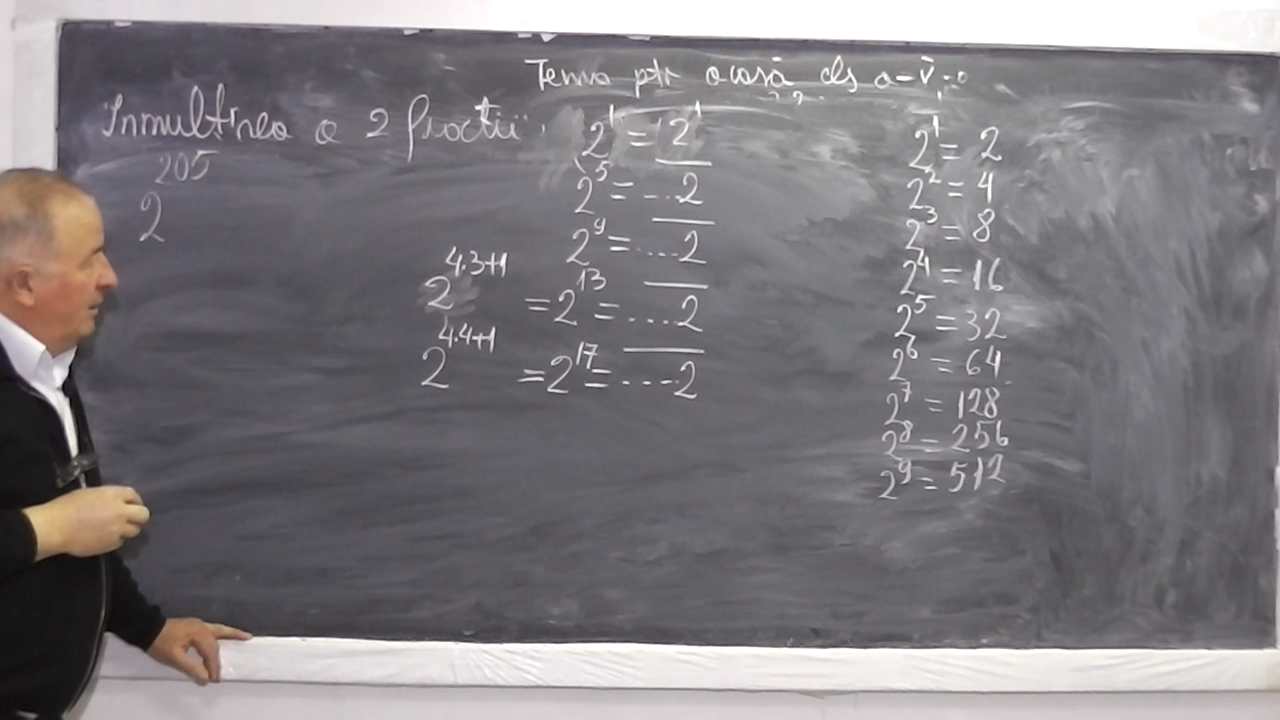 Tema ptr acasă cls a-V-a
Inmultirea a 2 fractii
2^205
2^1 = 2^1
2^5 = ...2
2^9 = ....2
2^4.3+1 = 2^13 = ....2
2^4.4+1 = 2^17 = ....2
2^1 = 2
2^2 = 4
2^3 = 8
2^4 = 16
2^5 = 32
2^6 = 64
2^7 = 128
2^8 = 256
2^9 = 512